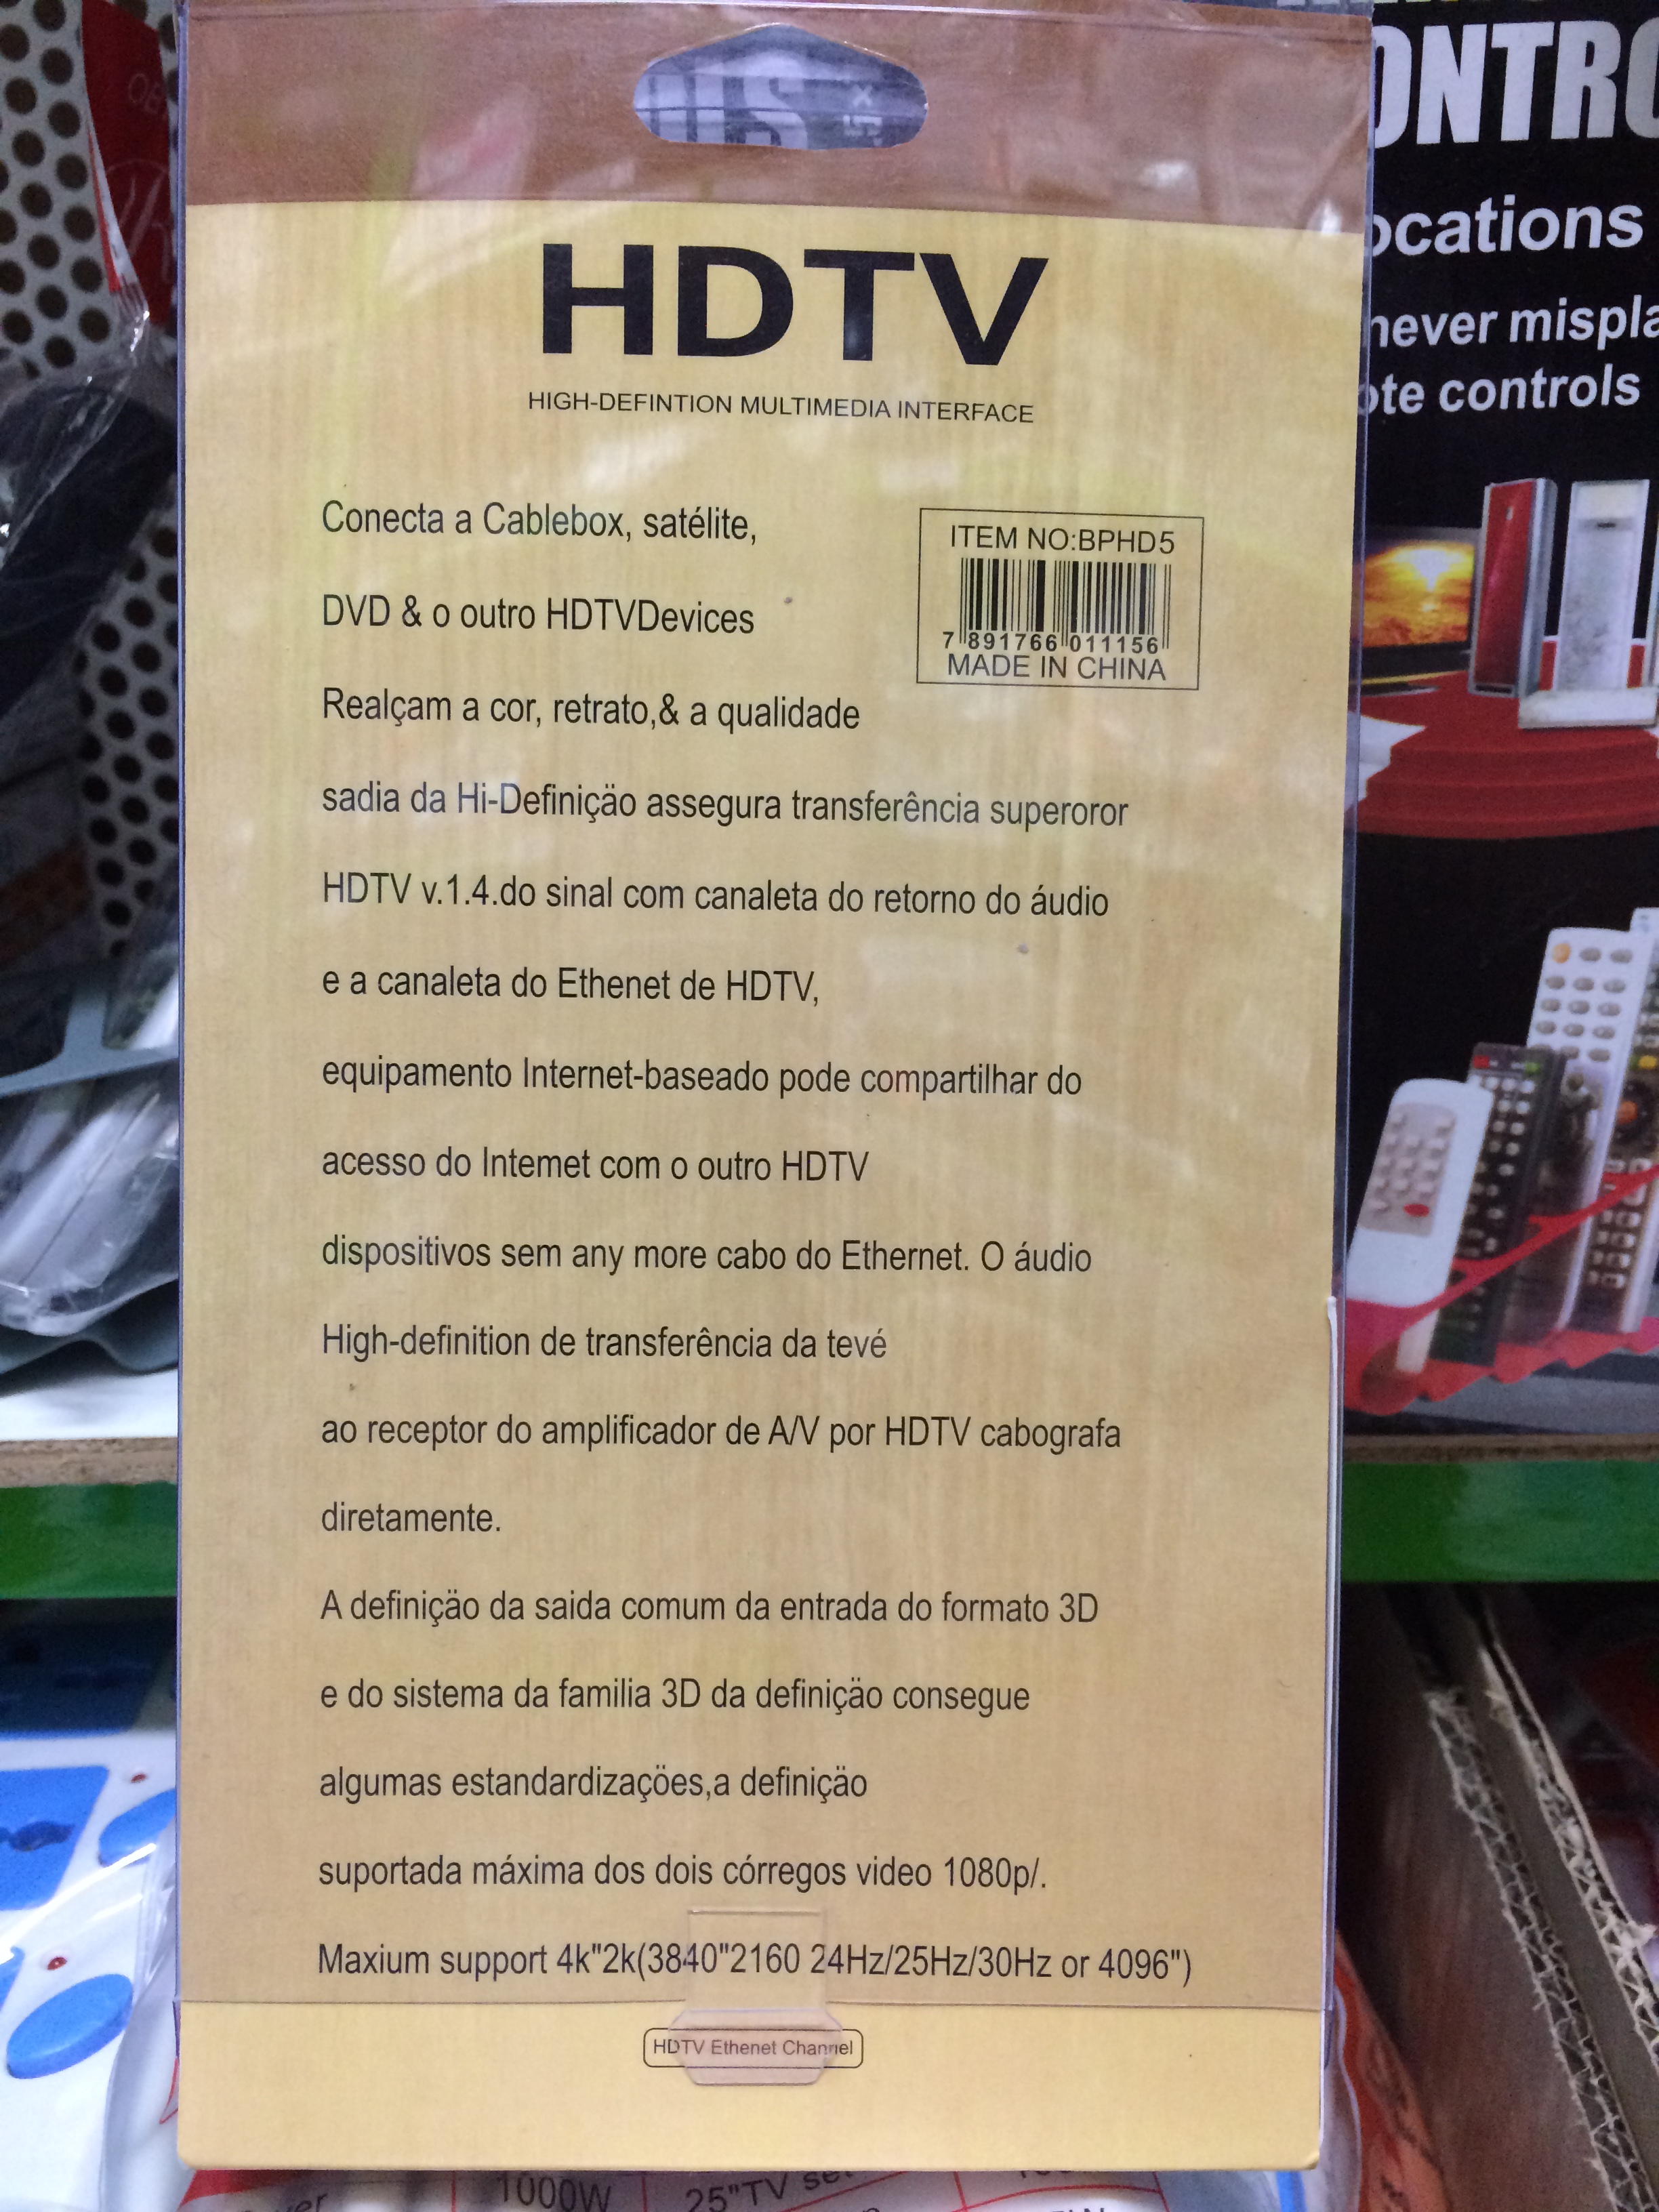 HDTV
HIGH-DEFINTION MULTIMEDIA INTERFACE
Conecta a Cablebox, satélite,
DVD & o outro HDTVDevices
ITEM NO:BPHD5
7 891766 011156
MADE IN CHINA
Realçam a cor, retrato,& a qualidade
sadia da Hi-Definiçäo assegura transferência superoror
HDTV v.1.4.do sinal com canaleta do retorno do áudio
e a canaleta do Ethenet de HDTV,
equipamento Internet-baseado pode compartilhar do
acesso do Intemet com o outro HDTV
dispositivos sem any more cabo do Ethernet. O áudio
High-definition de transferência da tevé
ao receptor do amplificador de A/V por HDTV cabografa
diretamente.
A definiçäo da saida comum da entrada do formato 3D
e do sistema da familia 3D da definiçäo consegue
algumas estandardizaçöes,a definiçäo
suportada máxima dos dois córregos video 1080p/.
Maxium support 4k"2k(3840"2160 24Hz/25Hz/30Hz or 4096")
HDTV Ethenet Channel
ONTRO
ocations
never mispla
ote controls
1000W
25"TV set